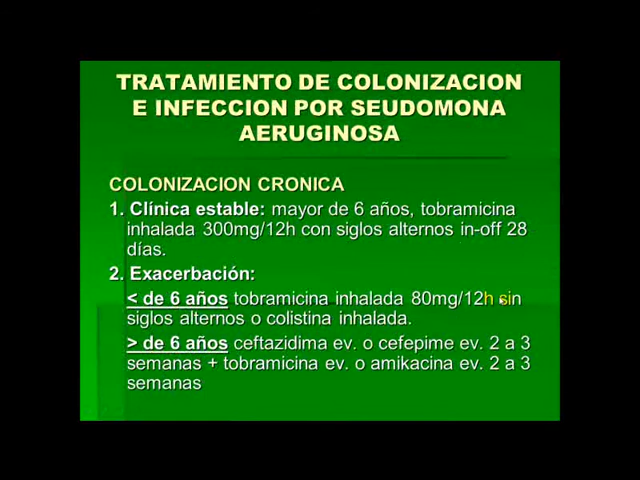 TRATAMIENTO DE COLONIZACION
E INFECCION POR SEUDOMONA
AERUGINOSA
COLONIZACION CRONICA
1. Clínica estable: mayor de 6 años, tobramicina
inhalada 300mg/12h con siglos alternos in-off 28
días.
2. Exacerbación:
< de 6 años tobramicina inhalada 80mg/12h sin
siglos alternos o colistina inhalada.
> de 6 años ceftazidima ev. o cefepime ev. 2 a 3
semanas + tobramicina ev. o amikacina ev. 2 a 3
semanas